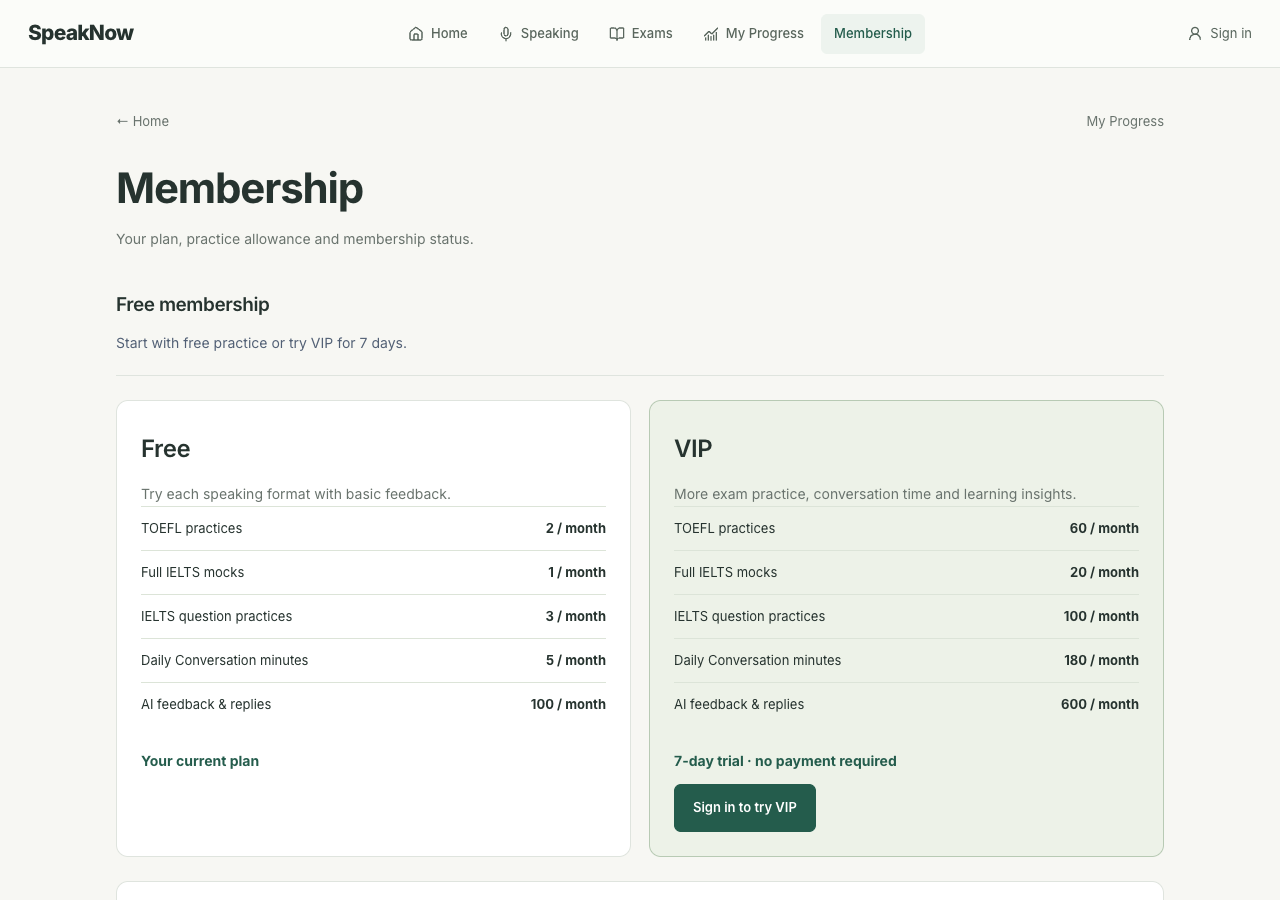 SpeakNow
Home
Speaking
Exams
My Progress
Membership
Sign in
← Home
My Progress
Membership
Your plan, practice allowance and membership status.
Free membership
Start with free practice or try VIP for 7 days.
Free
Try each speaking format with basic feedback.
TOEFL practices 2 / month
Full IELTS mocks 1 / month
IELTS question practices 3 / month
Daily Conversation minutes 5 / month
AI feedback & replies 100 / month
Your current plan
VIP
More exam practice, conversation time and learning insights.
TOEFL practices 60 / month
Full IELTS mocks 20 / month
IELTS question practices 100 / month
Daily Conversation minutes 180 / month
AI feedback & replies 600 / month
7-day trial · no payment required
Sign in to try VIP